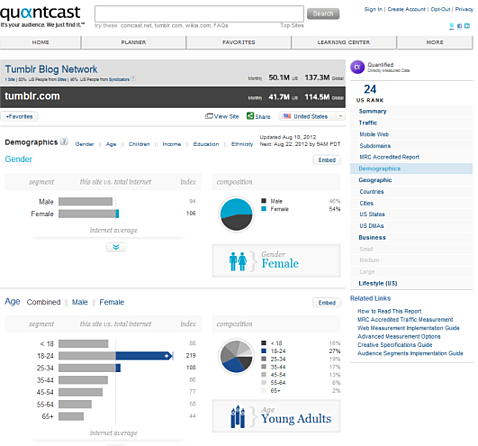 quantcast
It's your audience. We just find it.™
Search
try these: comcast.net, tumblr.com, wikia.com, FAQs
Top Sites
Sign In | Create Account | Opt-Out | Privacy
HOME
PLANNER
FAVORITES
LEARNING CENTER
MORE
Tumblr Blog Network
1 Site | 60% US People from Sites | 40% US People from Syndicators
Monthly 50.1M US 137.3M Global
tumblr.com
Monthly 41.7M US 114.5M Global
+Favorites
View Site
Share
United States
Demographics
Gender | Age | Children | Income | Education | Ethnicity
Updated Aug 10, 2012
Next: Aug 22, 2012 by 9AM PDT
Gender
Embed
segment this site vs. total Internet index
Male 94
Female 106
Internet average
composition
Male 46%
Female 54%
Gender
Female
Age Combined | Male | Female
Embed
segment this site vs. total Internet index
< 18 88
18-24 219
25-34 108
35-44 86
45-54 77
55-64 58
65+ 44
Internet average
composition
< 18 16%
18-24 27%
25-34 19%
35-44 17%
45-54 13%
55-64 6%
65+ 2%
Age
Young Adults
Quantified
Directly Measured Data
24
US RANK
Summary
Traffic
Mobile Web
Subdomains
MRC Accredited Report
Demographics
Geographic
Countries
Cities
US States
US DMAs
Business
Small
Medium
Large
Lifestyle (US)
Related Links
How to Read This Report
MRC Accredited Traffic Measurement
Web Measurement Implementation Guide
Advanced Measurement Options
Creative Specifications Guide
Audience Segments Implementation Guide